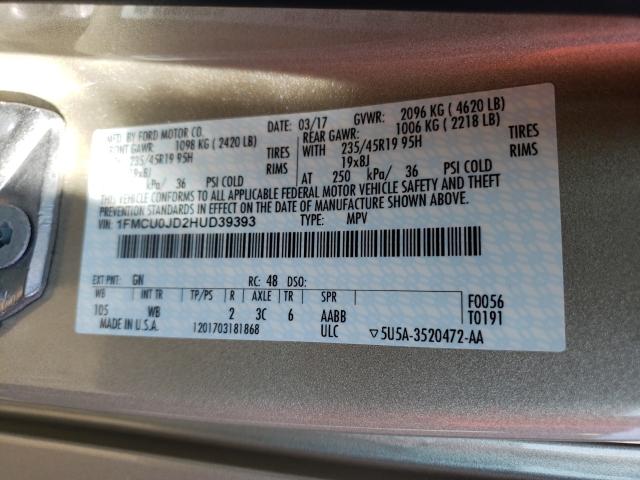 MFD. BY FORD MOTOR CO. DATE: 03/17 GVWR: 2096 KG ( 4620 LB)
FRONT GAWR: 1098 KG ( 2420 LB) REAR GAWR: 1006 KG ( 2218 LB)
235/45R19 95H TIRES WITH 235/45R19 95H TIRES
19x8J RIMS 19x8J RIMS
kPa/ 36 PSI COLD AT 250 kPa/ 36 PSI COLD
THIS VEHICLE CONFORMS TO ALL APPLICABLE FEDERAL MOTOR VEHICLE SAFETY AND THEFT
PREVENTION STANDARDS IN EFFECT ON THE DATE OF MANUFACTURE SHOWN ABOVE.
VIN: 1FMCU0JD2HUD39393 TYPE: MPV
EXT PNT: GN RC: 48 DSO:
WB INT TR TP/PS R AXLE TR SPR F0056
105 WB 2 3C 6 AABB T0191
MADE IN U.S.A. 1201703181868 ULC ▽5U5A-3520472-AA